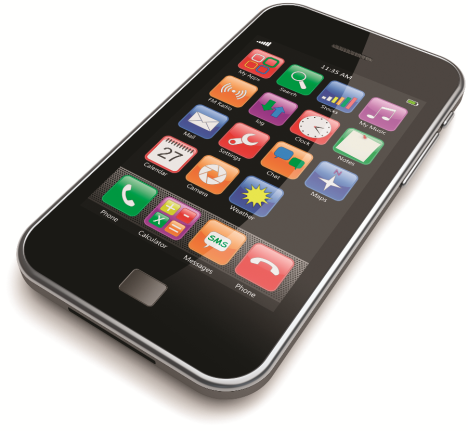 11:35 AM
My Apps
Search
Stocks
My Music
FM Radio
log
Clock
Notes
Mail
Settings
Chat
Maps
27
Calendar
Camera
Weather
Phone
Calculator
SMS
Messages
Phone